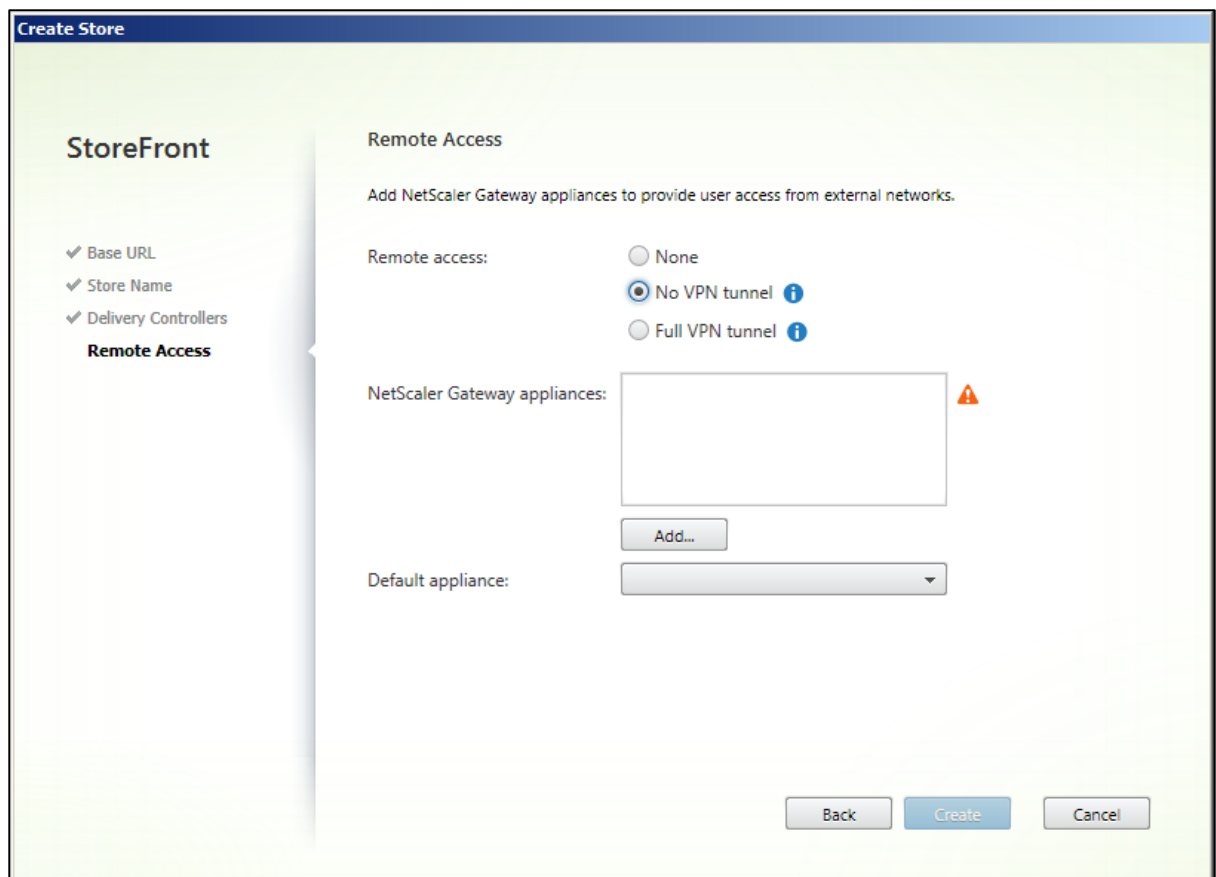 Create Store
StoreFront
Base URL
Store Name
Delivery Controllers
Remote Access
Remote Access
Add NetScaler Gateway appliances to provide user access from external networks.
Remote access:
None
No VPN tunnel
Full VPN tunnel
NetScaler Gateway appliances:
Add...
Default appliance:
Back
Create
Cancel